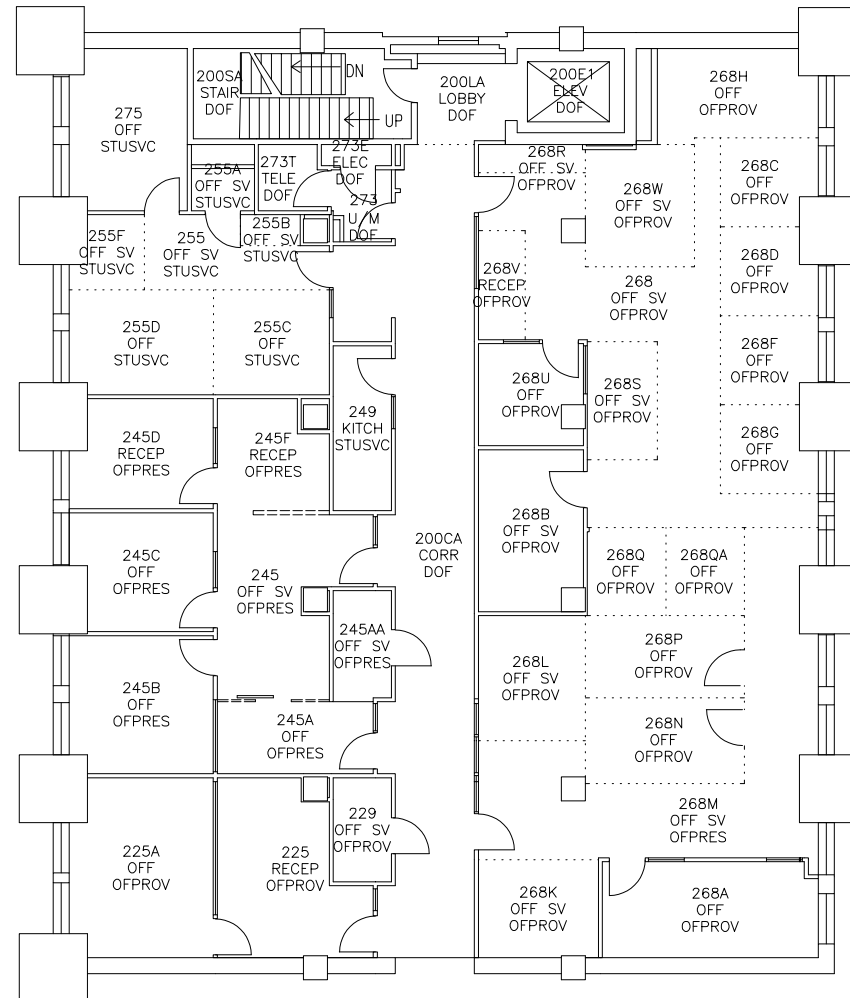 200SA
STAIR
DOF
DN
UP
200LA
LOBBY
DOF
200E1
ELEV
DOF
268H
OFF
OFPROV
275
OFF
STUSVC
255A
OFF SV
STUSVC
273T
TELE
DOF
273E
ELEC
DOF
273
U/M
DOF
268R
OFF SV
OFPROV
268W
OFF SV
OFPROV
268C
OFF
OFPROV
255F
OFF SV
STUSVC
255
OFF SV
STUSVC
255B
OFF SV
STUSVC
268V
RECEP
OFPROV
268
OFF SV
OFPROV
268D
OFF
OFPROV
255D
OFF
STUSVC
255C
OFF
STUSVC
268F
OFF
OFPROV
268U
OFF
OFPROV
268S
OFF SV
OFPROV
249
KITCH
STUSVC
245D
RECEP
OFPRES
245F
RECEP
OFPRES
268G
OFF
OFPROV
268B
OFF SV
OFPROV
200CA
CORR
DOF
245C
OFF
OFPRES
245
OFF SV
OFPRES
268Q
OFF
OFPROV
268QA
OFF
OFPROV
245AA
OFF SV
OFPRES
268P
OFF
OFPROV
268L
OFF SV
OFPROV
245B
OFF
OFPRES
245A
OFF
OFPRES
268N
OFF
OFPROV
229
OFF SV
OFPROV
268M
OFF SV
OFPRES
225A
OFF
OFPROV
225
RECEP
OFPROV
268K
OFF SV
OFPROV
268A
OFF
OFPROV